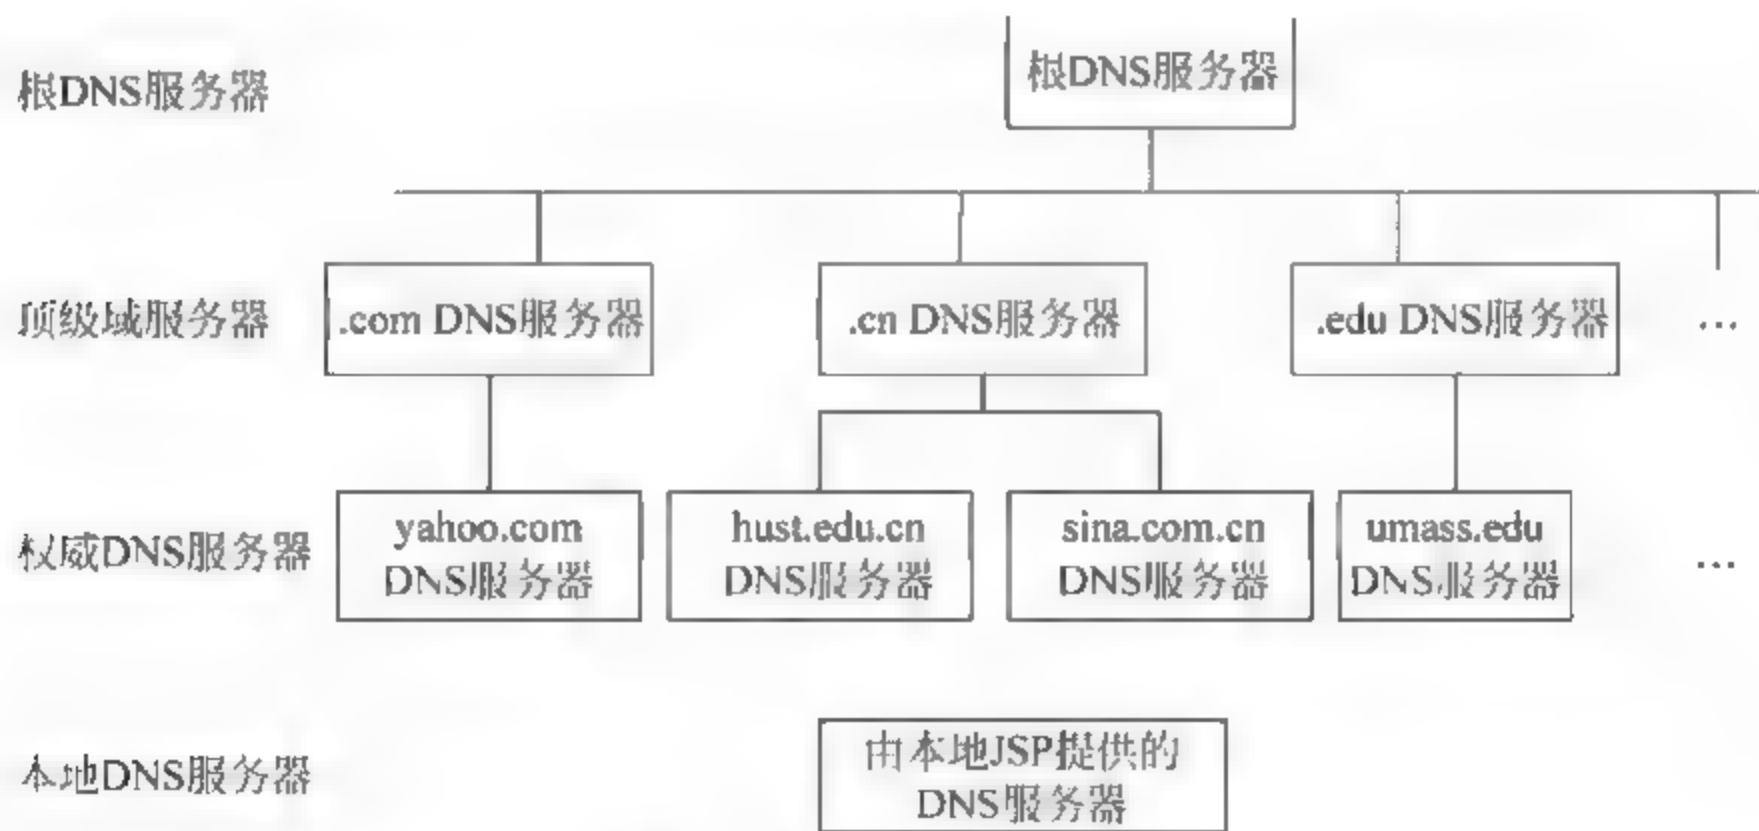 根DNS服务器
根DNS服务器
顶级域服务器
.com DNS服务器
.cn DNS服务器
.edu DNS服务器
…
权威DNS服务器
yahoo.com
DNS服务器
hust.edu.cn
DNS服务器
sina.com.cn
DNS服务器
umass.edu
DNS服务器
…
本地DNS服务器
由本地JSP提供的
DNS服务器